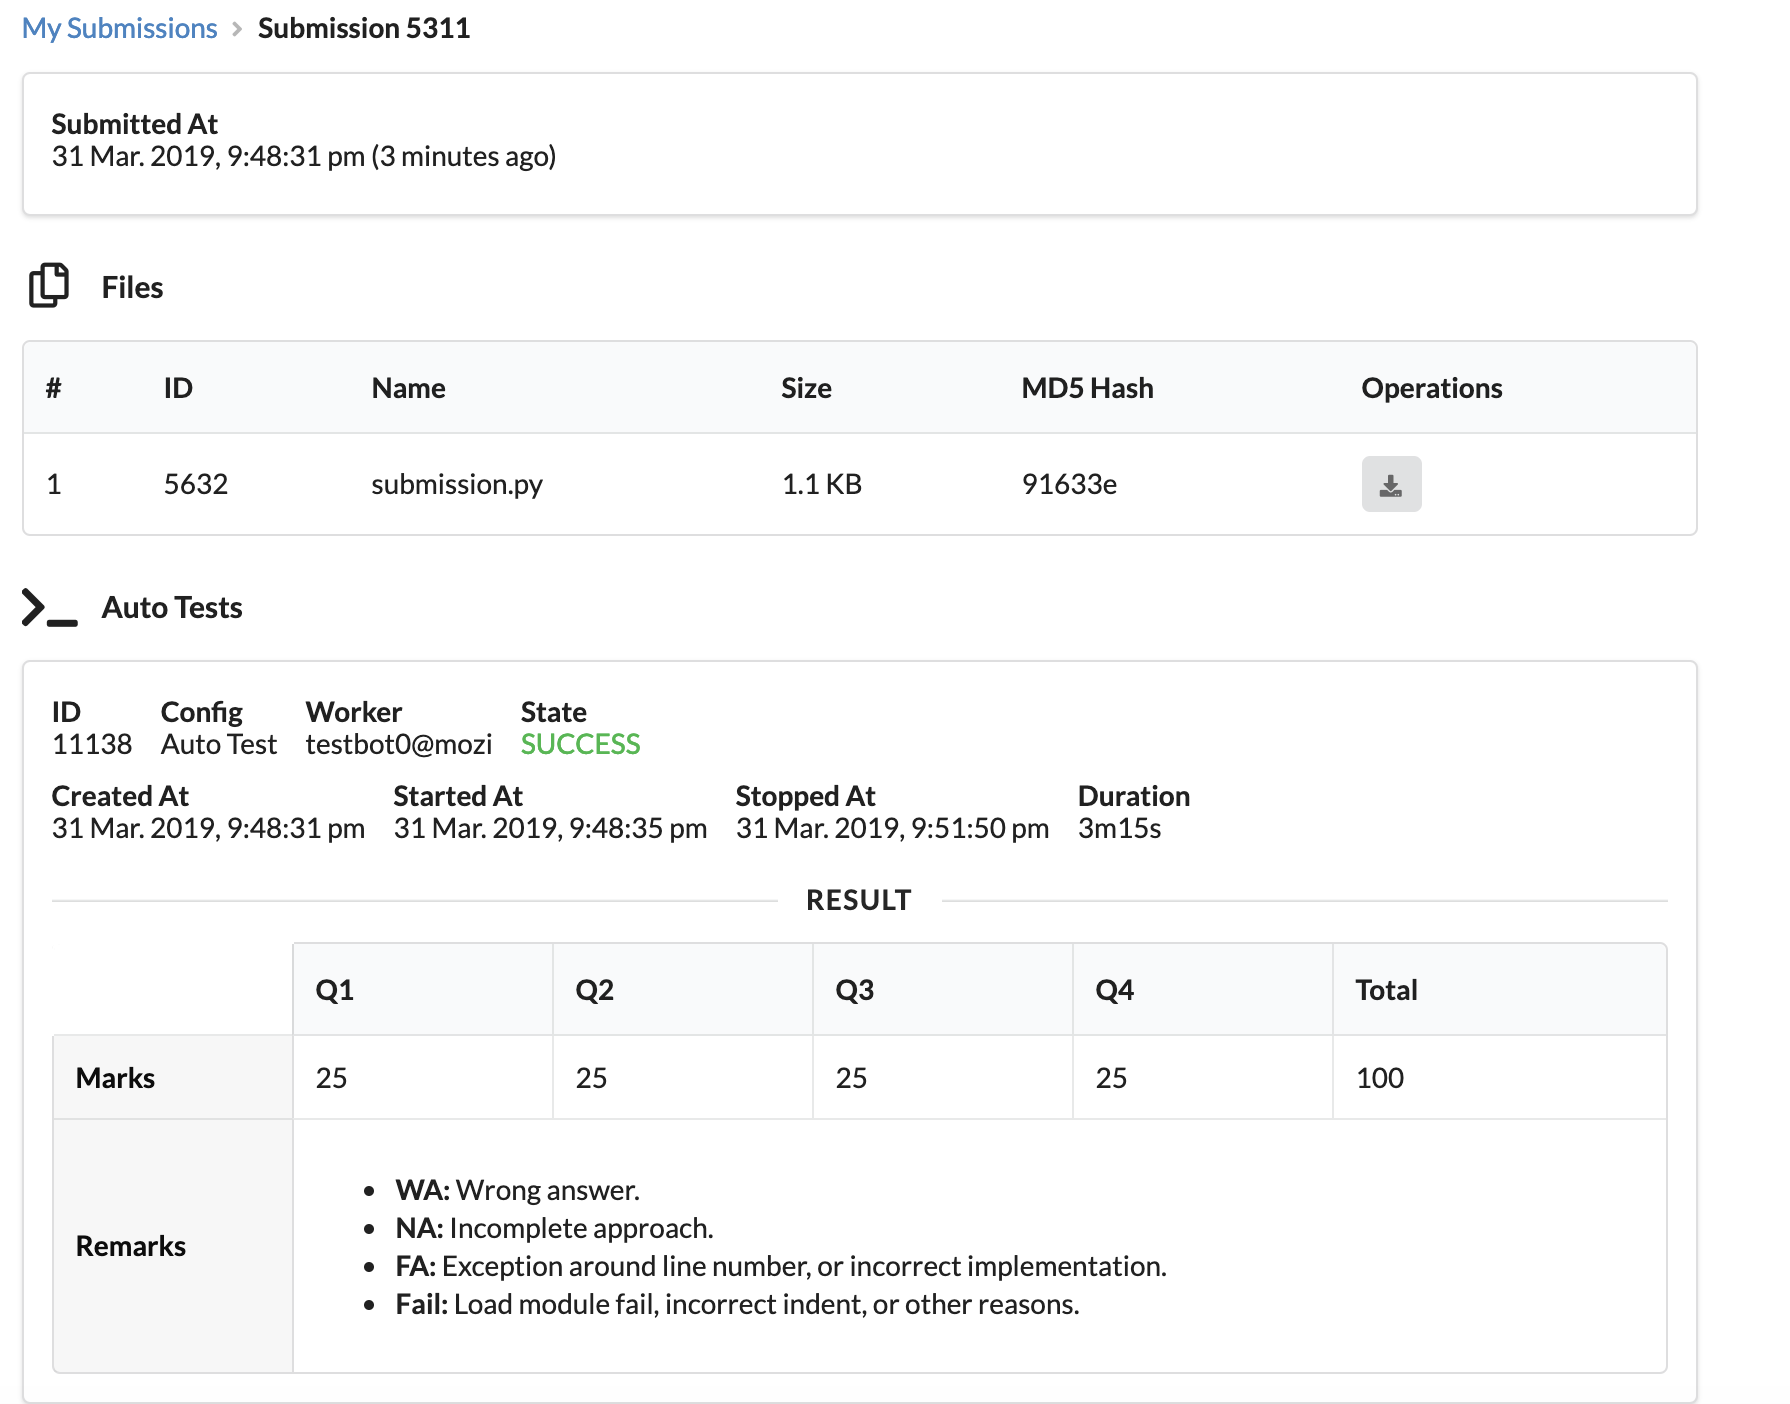 My Submissions > Submission 5311
Submitted At
31 Mar. 2019, 9:48:31 pm (3 minutes ago)
Files
# ID Name Size MD5 Hash Operations
1 5632 submission.py 1.1 KB 91633e
Auto Tests
ID Config Worker State
11138 Auto Test testbot0@mozi SUCCESS
Created At Started At Stopped At Duration
31 Mar. 2019, 9:48:31 pm 31 Mar. 2019, 9:48:35 pm 31 Mar. 2019, 9:51:50 pm 3m15s
RESULT
Q1 Q2 Q3 Q4 Total
Marks 25 25 25 25 100
Remarks
• WA: Wrong answer.
• NA: Incomplete approach.
• FA: Exception around line number, or incorrect implementation.
• Fail: Load module fail, incorrect indent, or other reasons.